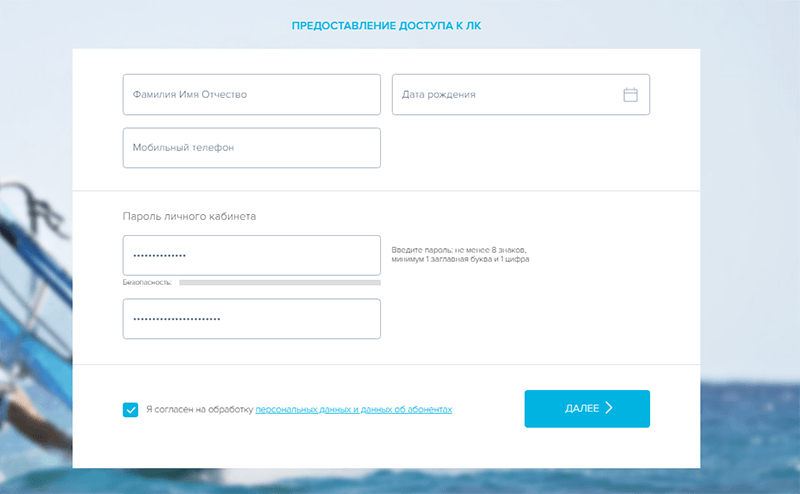 ПРЕДОСТАВЛЕНИЕ ДОСТУПА К ЛК
Фамилия Имя Отчество
Дата рождения
Мобильный телефон
Пароль личного кабинета
••••••••••••••
Введите пароль: не менее 8 знаков,
минимум 1 заглавная буква и 1 цифра
Безопасность:
•••••••••••••••••••••••
Я согласен на обработку персональных данных и данных об абонентах
ДАЛЕЕ